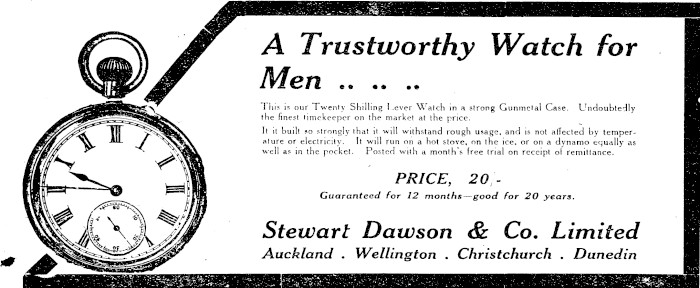 A Trustworthy Watch for
Men .. .. ..
This is our Twenty Shilling Lever Watch in a strong Gunmetal Case. Undoubtedly
the finest timekeeper on the market at the price.
It it built so strongly that it will withstand rough usage, and is not affected by temper-
ature or electricity. It will run on a hot stove, on the ice, or on a dynamo equally as
well as in the pocket. Posted with a month's free trial on receipt of remittance.
PRICE, 20/-
Guaranteed for 12 months—good for 20 years.
Stewart Dawson & Co. Limited
Auckland . Wellington . Christchurch . Dunedin